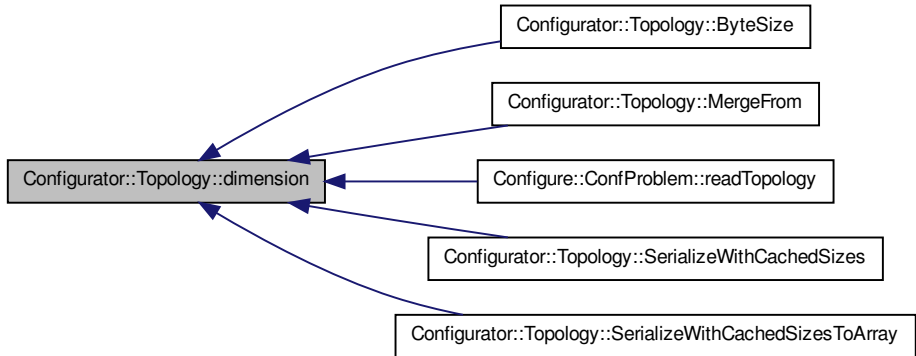 Configurator::Topology::ByteSize
Configurator::Topology::MergeFrom
Configurator::Topology::dimension
Configure::ConfProblem::readTopology
Configurator::Topology::SerializeWithCachedSizes
Configurator::Topology::SerializeWithCachedSizesToArray